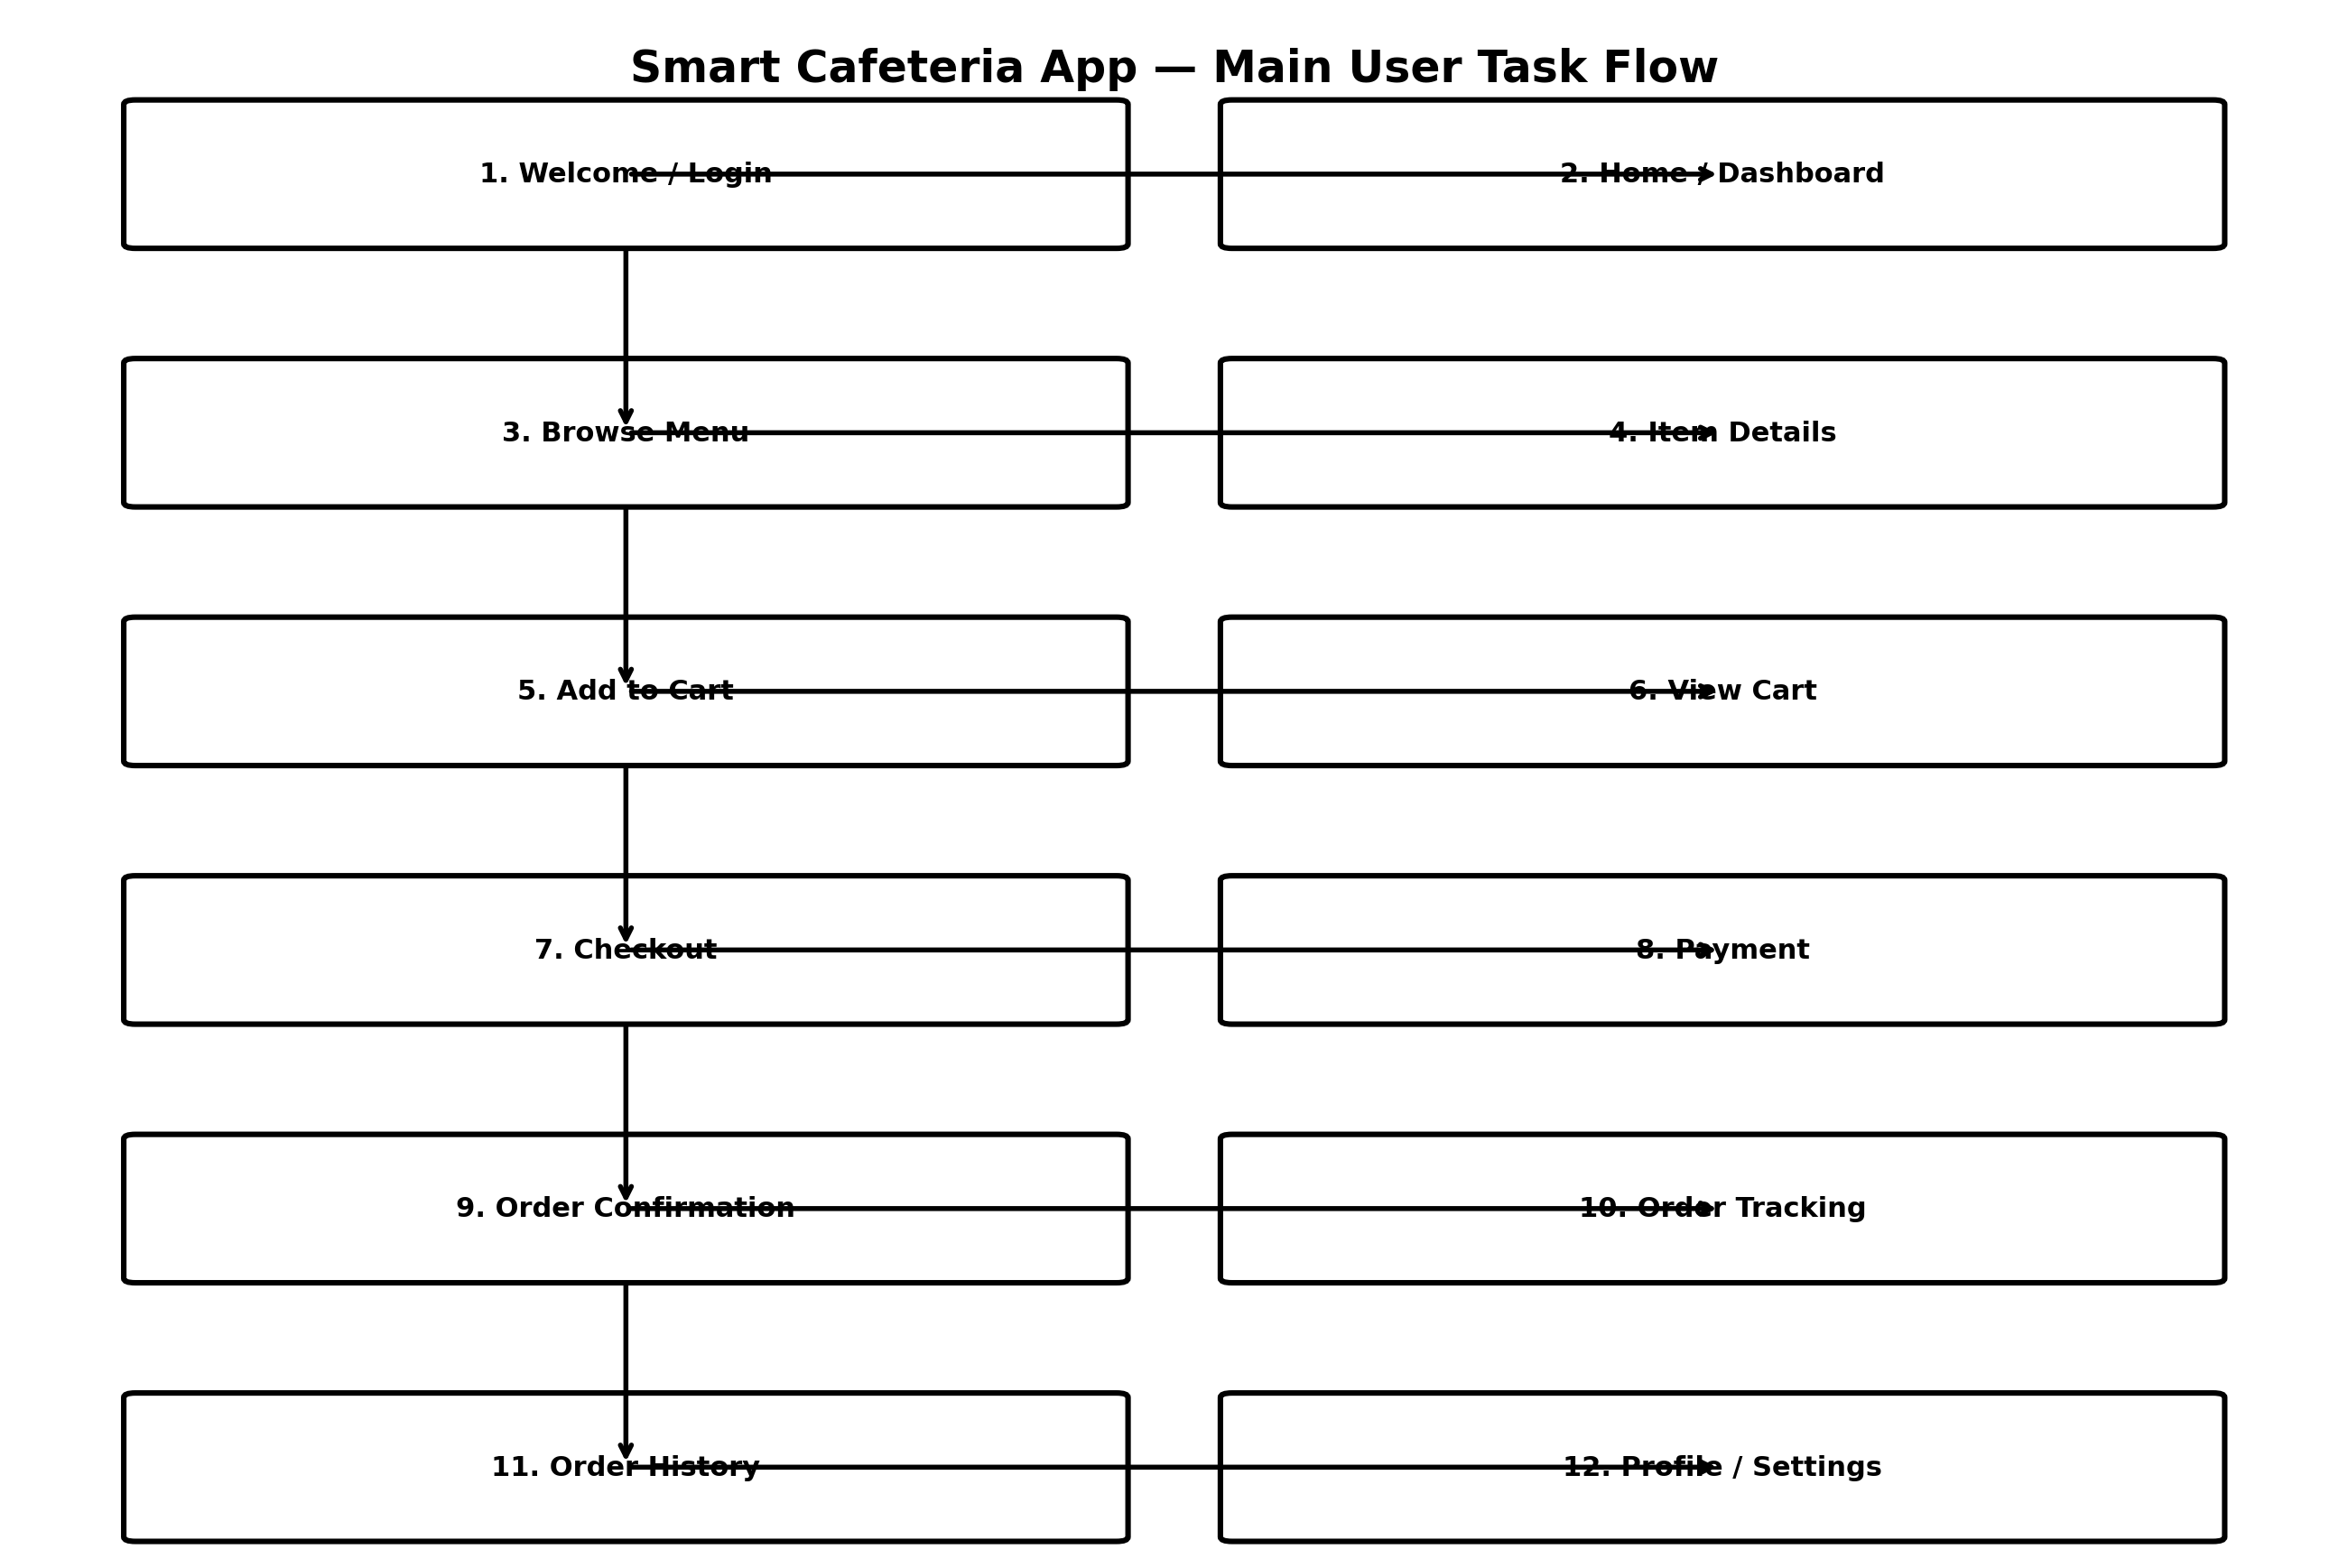 Smart Cafeteria App — Main User Task Flow
1. Welcome / Login
2. Home / Dashboard
3. Browse Menu
4. Item Details
5. Add to Cart
6. View Cart
7. Checkout
8. Payment
9. Order Confirmation
10. Order Tracking
11. Order History
12. Profile / Settings